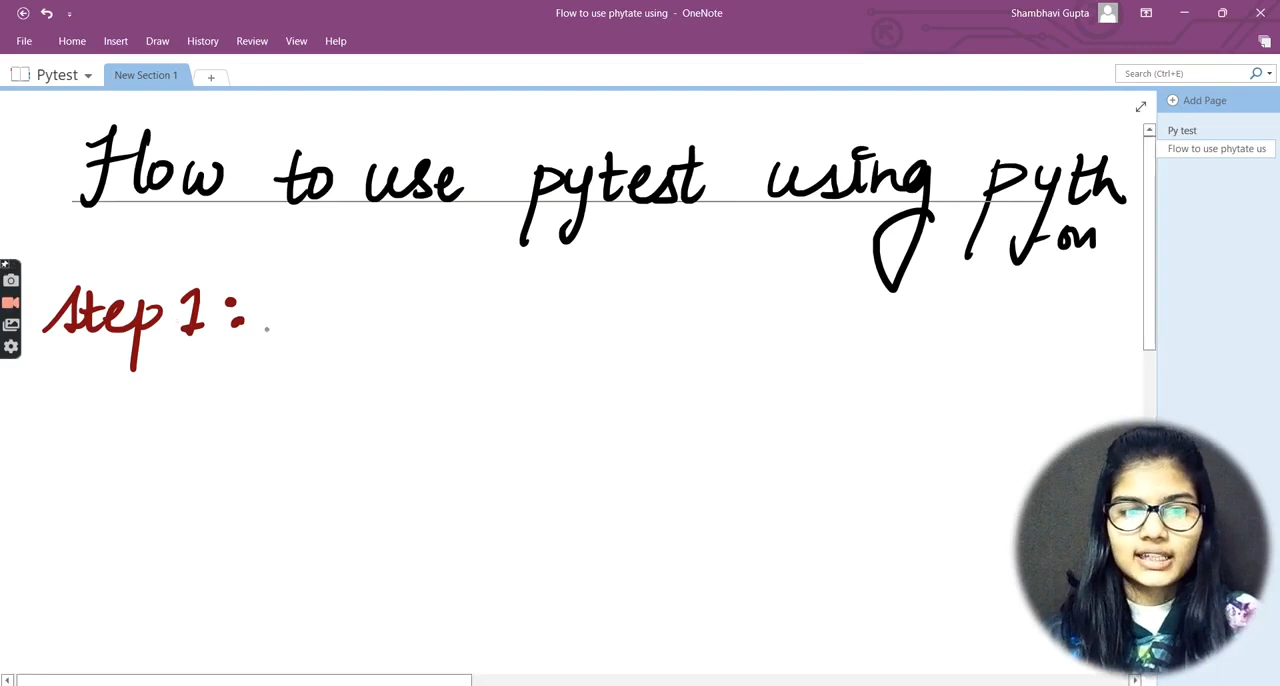 Flow to use phytate using - OneNote
Shambhavi Gupta
File Home Insert Draw History Review View Help
Pytest
New Section 1
Search (Ctrl+E)
Add Page
Py test
Flow to use phytate us
How to use pytest using pyth
-on
Step 1: